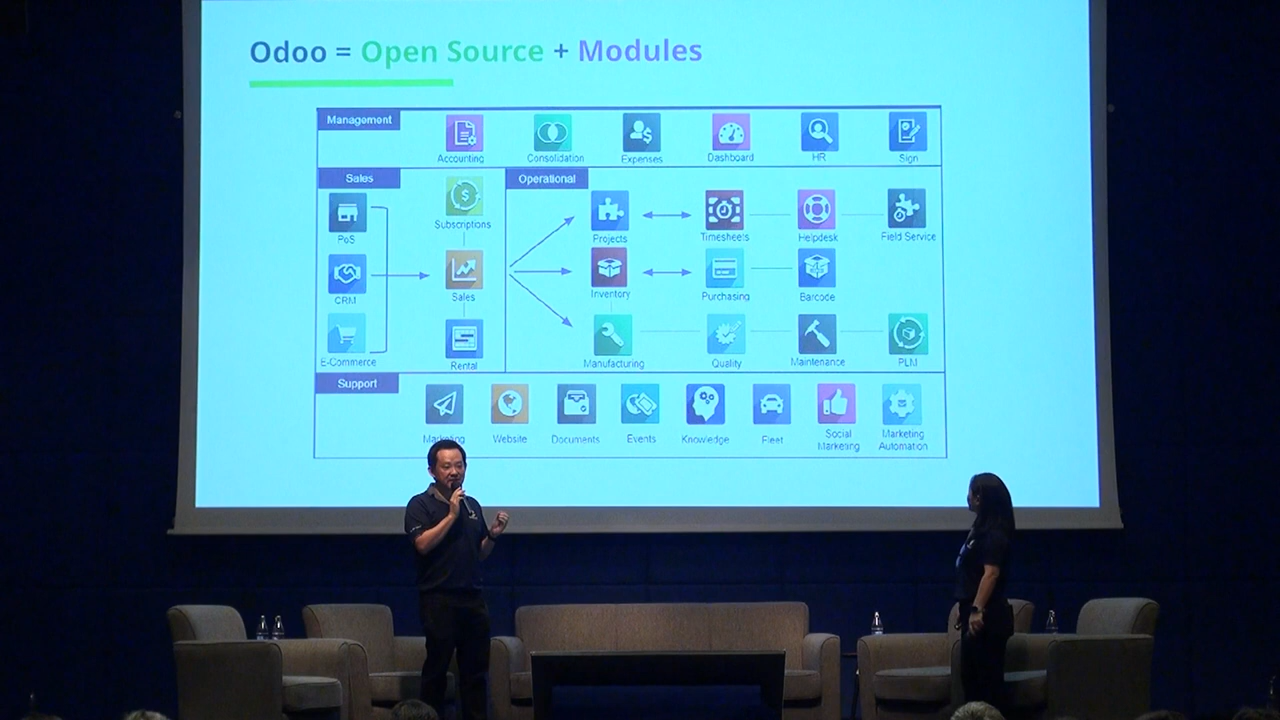 Odoo = Open Source + Modules
Management
Accounting
Consolidation
Expenses
Dashboard
HR
Sign
Sales
Operational
PoS
Subscriptions
Projects
Timesheets
Helpdesk
Field Service
CRM
Sales
Inventory
Purchasing
Barcode
E-Commerce
Rental
Manufacturing
Quality
Maintenance
PLM
Support
Marketing
Website
Documents
Events
Knowledge
Fleet
Social
Marketing
Marketing
Automation